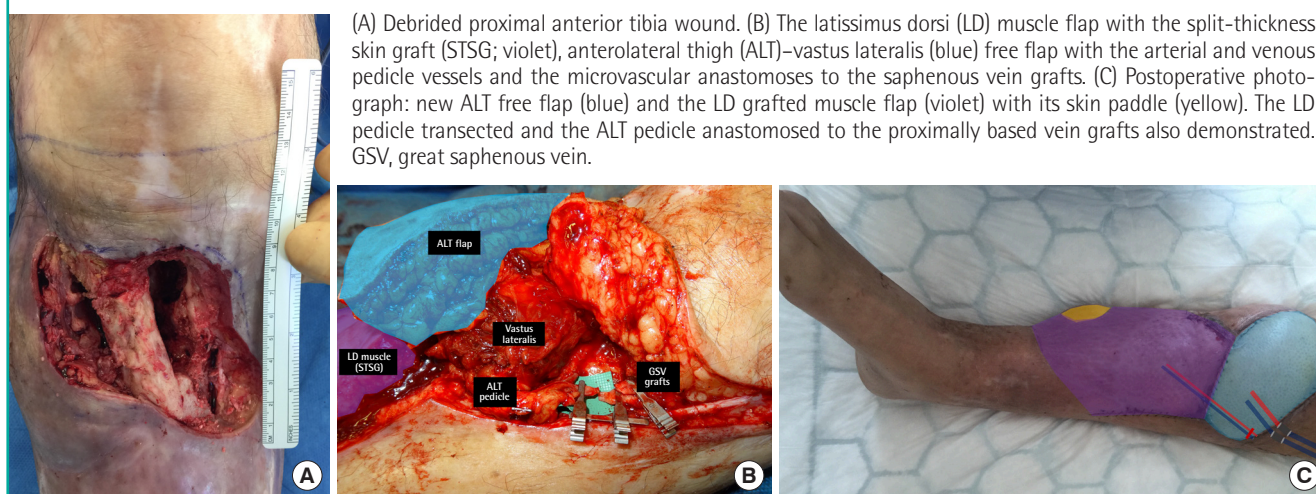 (A) Debrided proximal anterior tibia wound. (B) The latissimus dorsi (LD) muscle flap with the split-thickness
skin graft (STSG; violet), anterolateral thigh (ALT)–vastus lateralis (blue) free flap with the arterial and venous
pedicle vessels and the microvascular anastomoses to the saphenous vein grafts. (C) Postoperative photo-
graph: new ALT free flap (blue) and the LD grafted muscle flap (violet) with its skin paddle (yellow). The LD
pedicle transected and the ALT pedicle anastomosed to the proximally based vein grafts also demonstrated.
GSV, great saphenous vein.
A
ALT flap
Vastus
lateralis
LD muscle
(STSG)
ALT
pedicle
GSV
grafts
B
C